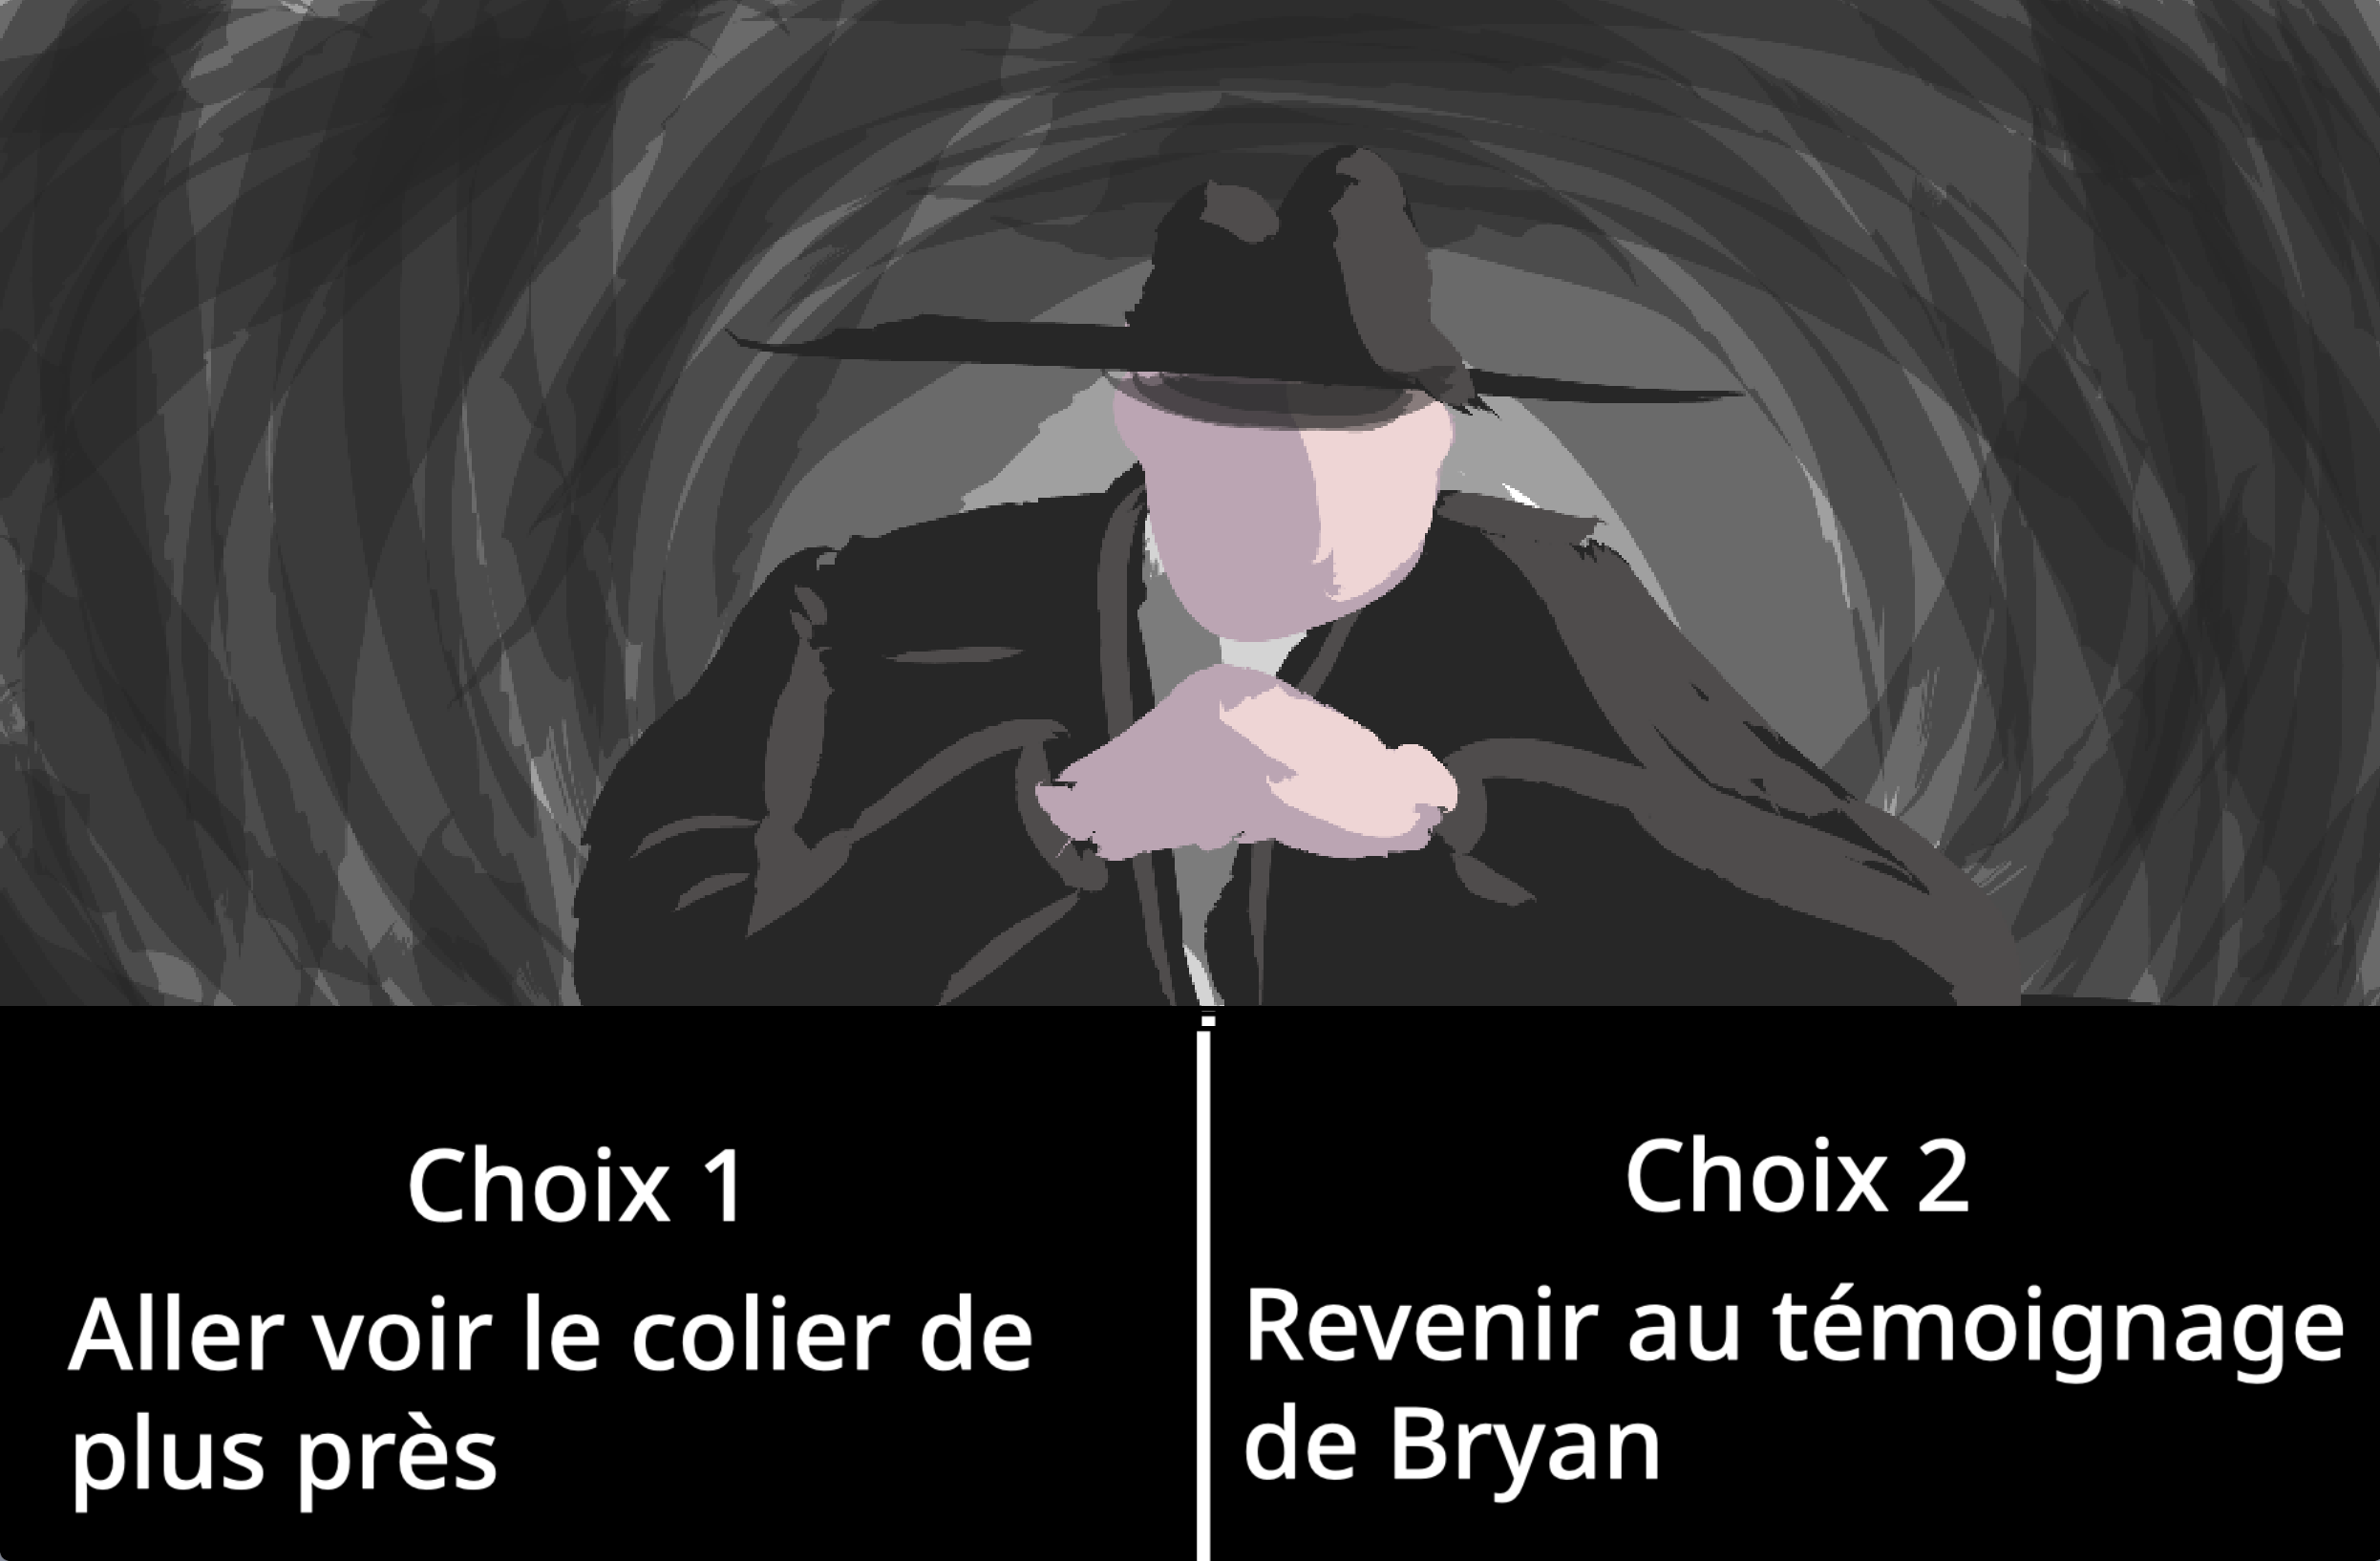 Choix 1
Aller voir le colier de
plus près
Choix 2
Revenir au témoignage
de Bryan